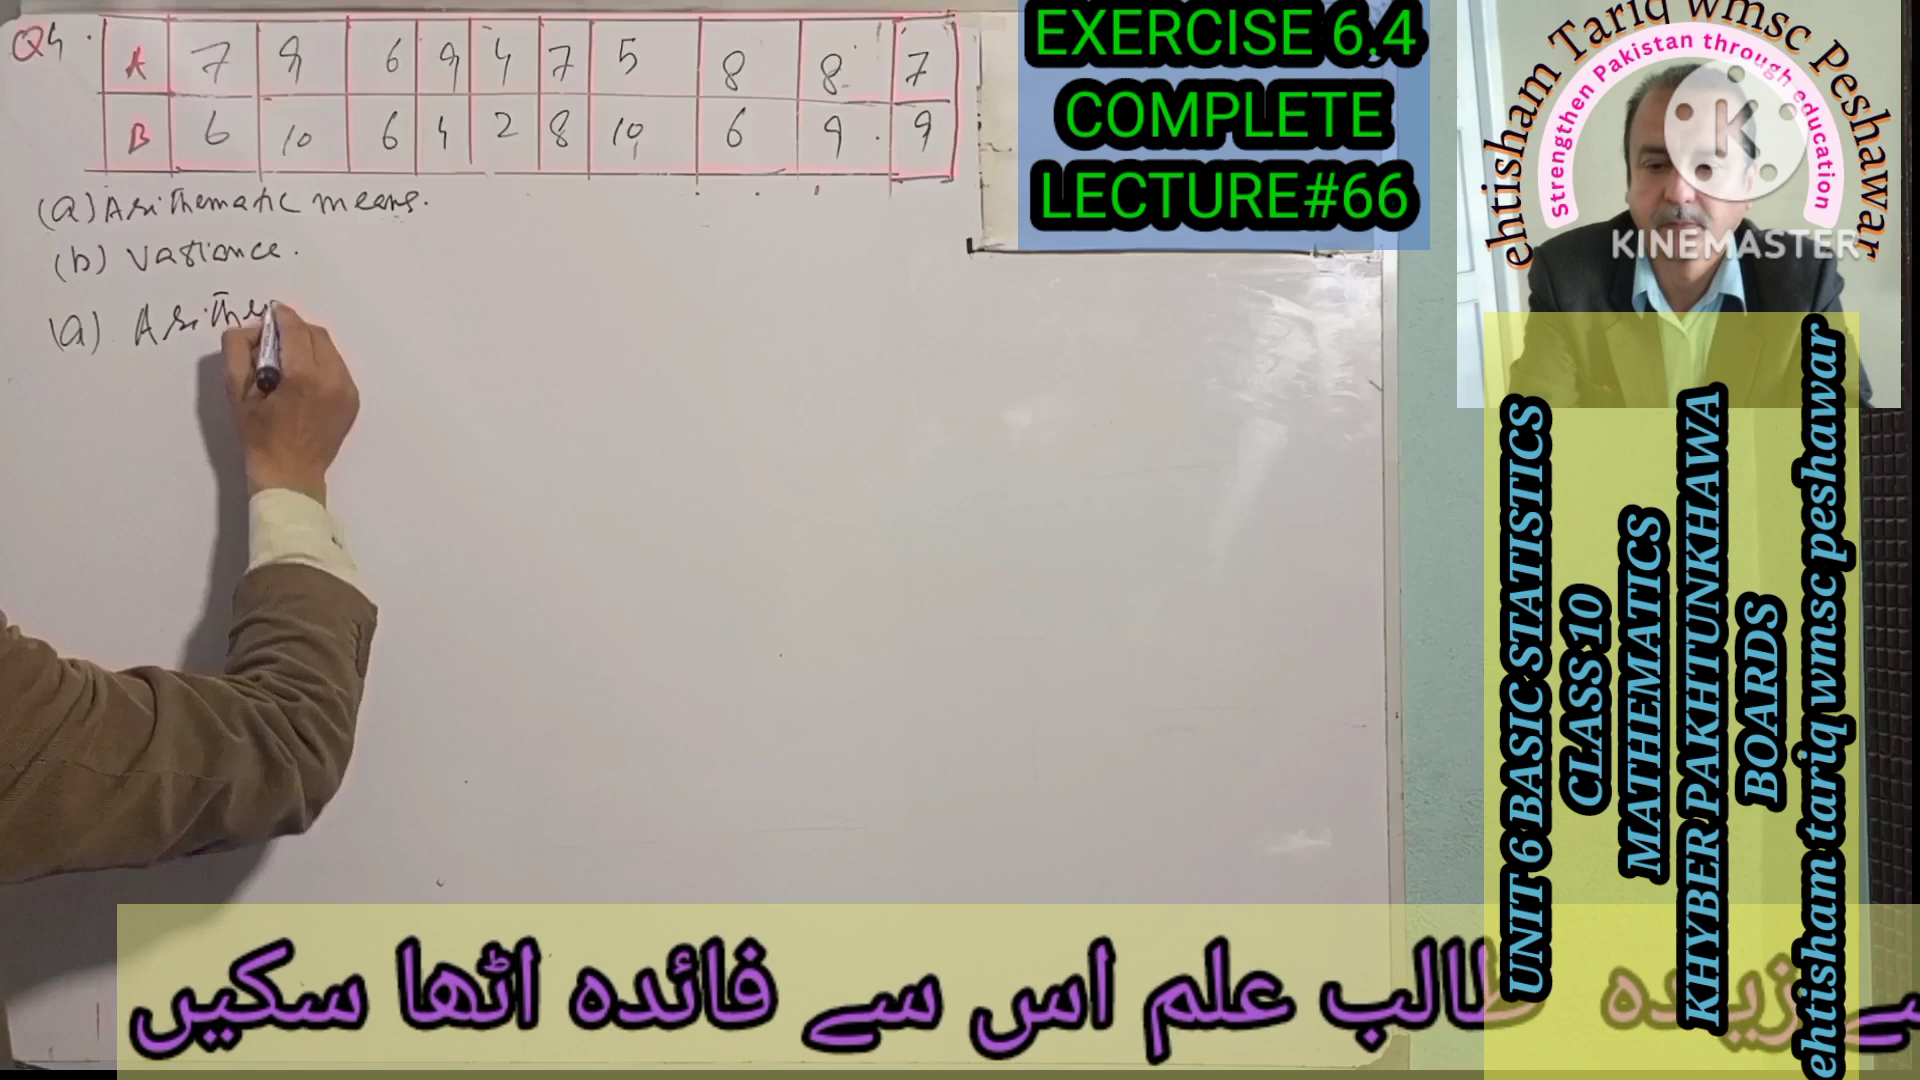 Q4. A 7 9 6 9 4 7 5 8 8 7
B 6 10 6 4 2 8 10 6 9 9
(a) Arithematic means.
(b) variance.
(a) Arithe
EXERCISE 6.4
COMPLETE
LECTURE#66
ehtisham Tariq wmsc Peshawar
Strengthen Pakistan through education
K
KINEMASTER
UNIT 6 BASIC STATISTICS
CLASS 10
MATHEMATICS
KHYBER PAKHTUNKHAWA
BOARDS
ehtisham tariq wmsc peshawar
سے زیدہ طالب علم اس سے فائدہ اٹھا سکیں